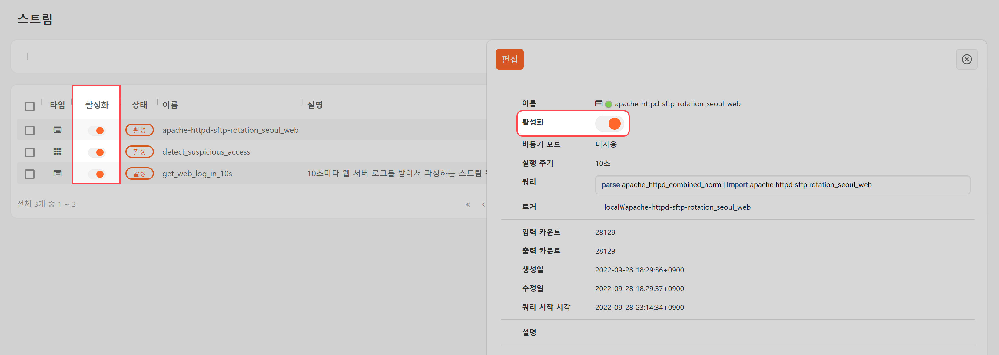 스트림
편집
타입 활성화 상태 이름 설명
활성 apache-httpd-sftp-rotation_seoul_web
활성 detect_suspicious_access
활성 get_web_log_in_10s 10초마다 웹 서버 로그를 받아서 파싱하는 스트림
전체 3개 중 1 ~ 3
« ‹
이름 apache-httpd-sftp-rotation_seoul_web
활성화
비동기 모드 미사용
실행 주기 10초
쿼리 parse apache_httpd_combined_norm | import apache-httpd-sftp-rotation_seoul_web
로거 local₩apache-httpd-sftp-rotation_seoul_web
입력 카운트 28129
출력 카운트 28129
생성일 2022-09-28 18:29:36+0900
수정일 2022-09-28 18:29:37+0900
쿼리 시작 시각 2022-09-28 23:14:34+0900
설명